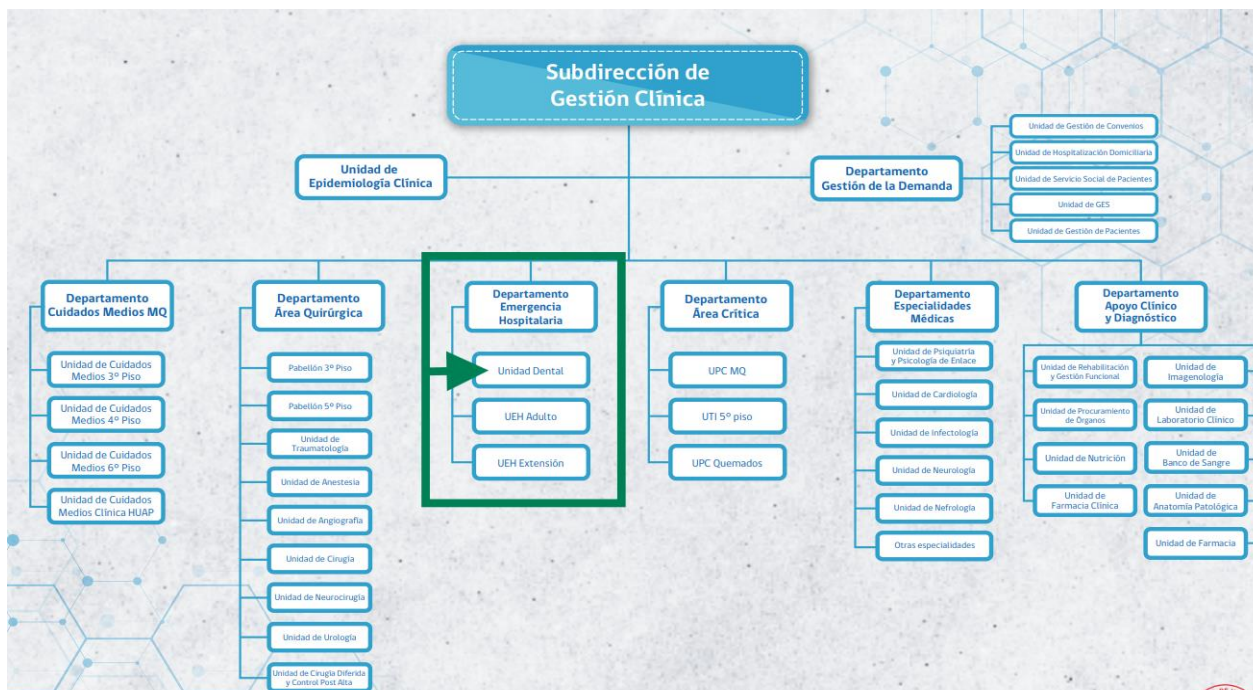 Subdirección de
Gestión Clínica
Unidad de
Epidemiología Clínica
Departamento
Gestión de la Demanda
Unidad de Gestión de Convenios
Unidad de Hospitalización Domiciliaria
Unidad de Servicio Social de Pacientes
Unidad de GES
Unidad de Gestión de Pacientes
Departamento
Cuidados Medios MQ
Unidad de Cuidados
Medios 3º Piso
Unidad de Cuidados
Medios 4º Piso
Unidad de Cuidados
Medios 6º Piso
Unidad de Cuidados
Medios Clínica HUAP
Departamento
Área Quirúrgica
Pabellón 3º Piso
Pabellón 5º Piso
Unidad de
Traumatología
Unidad de Anestesia
Unidad de Angiografía
Unidad de Cirugía
Unidad de Neurocirugía
Unidad de Urología
Unidad de Cirugía Diferida
y Control Post Alta
Departamento
Emergencia
Hospitalaria
Unidad Dental
UEH Adulto
UEH Extensión
Departamento
Área Crítica
UPC MQ
UTI 5º piso
UPC Quemados
Departamento
Especialidades
Médicas
Unidad de Psiquiatría
y Psicología de Enlace
Unidad de Cardiología
Unidad de Infectología
Unidad de Neurología
Unidad de Nefrología
Otras especialidades
Departamento
Apoyo Clínico
y Diagnóstico
Unidad de Rehabilitación
y Gestión Funcional
Unidad de Procuramiento
de Órganos
Unidad de Nutrición
Unidad de
Farmacia Clínica
Unidad de
Imagenología
Unidad de
Laboratorio Clínico
Unidad de
Banco de Sangre
Unidad de
Anatomía Patológica
Unidad de Farmacia